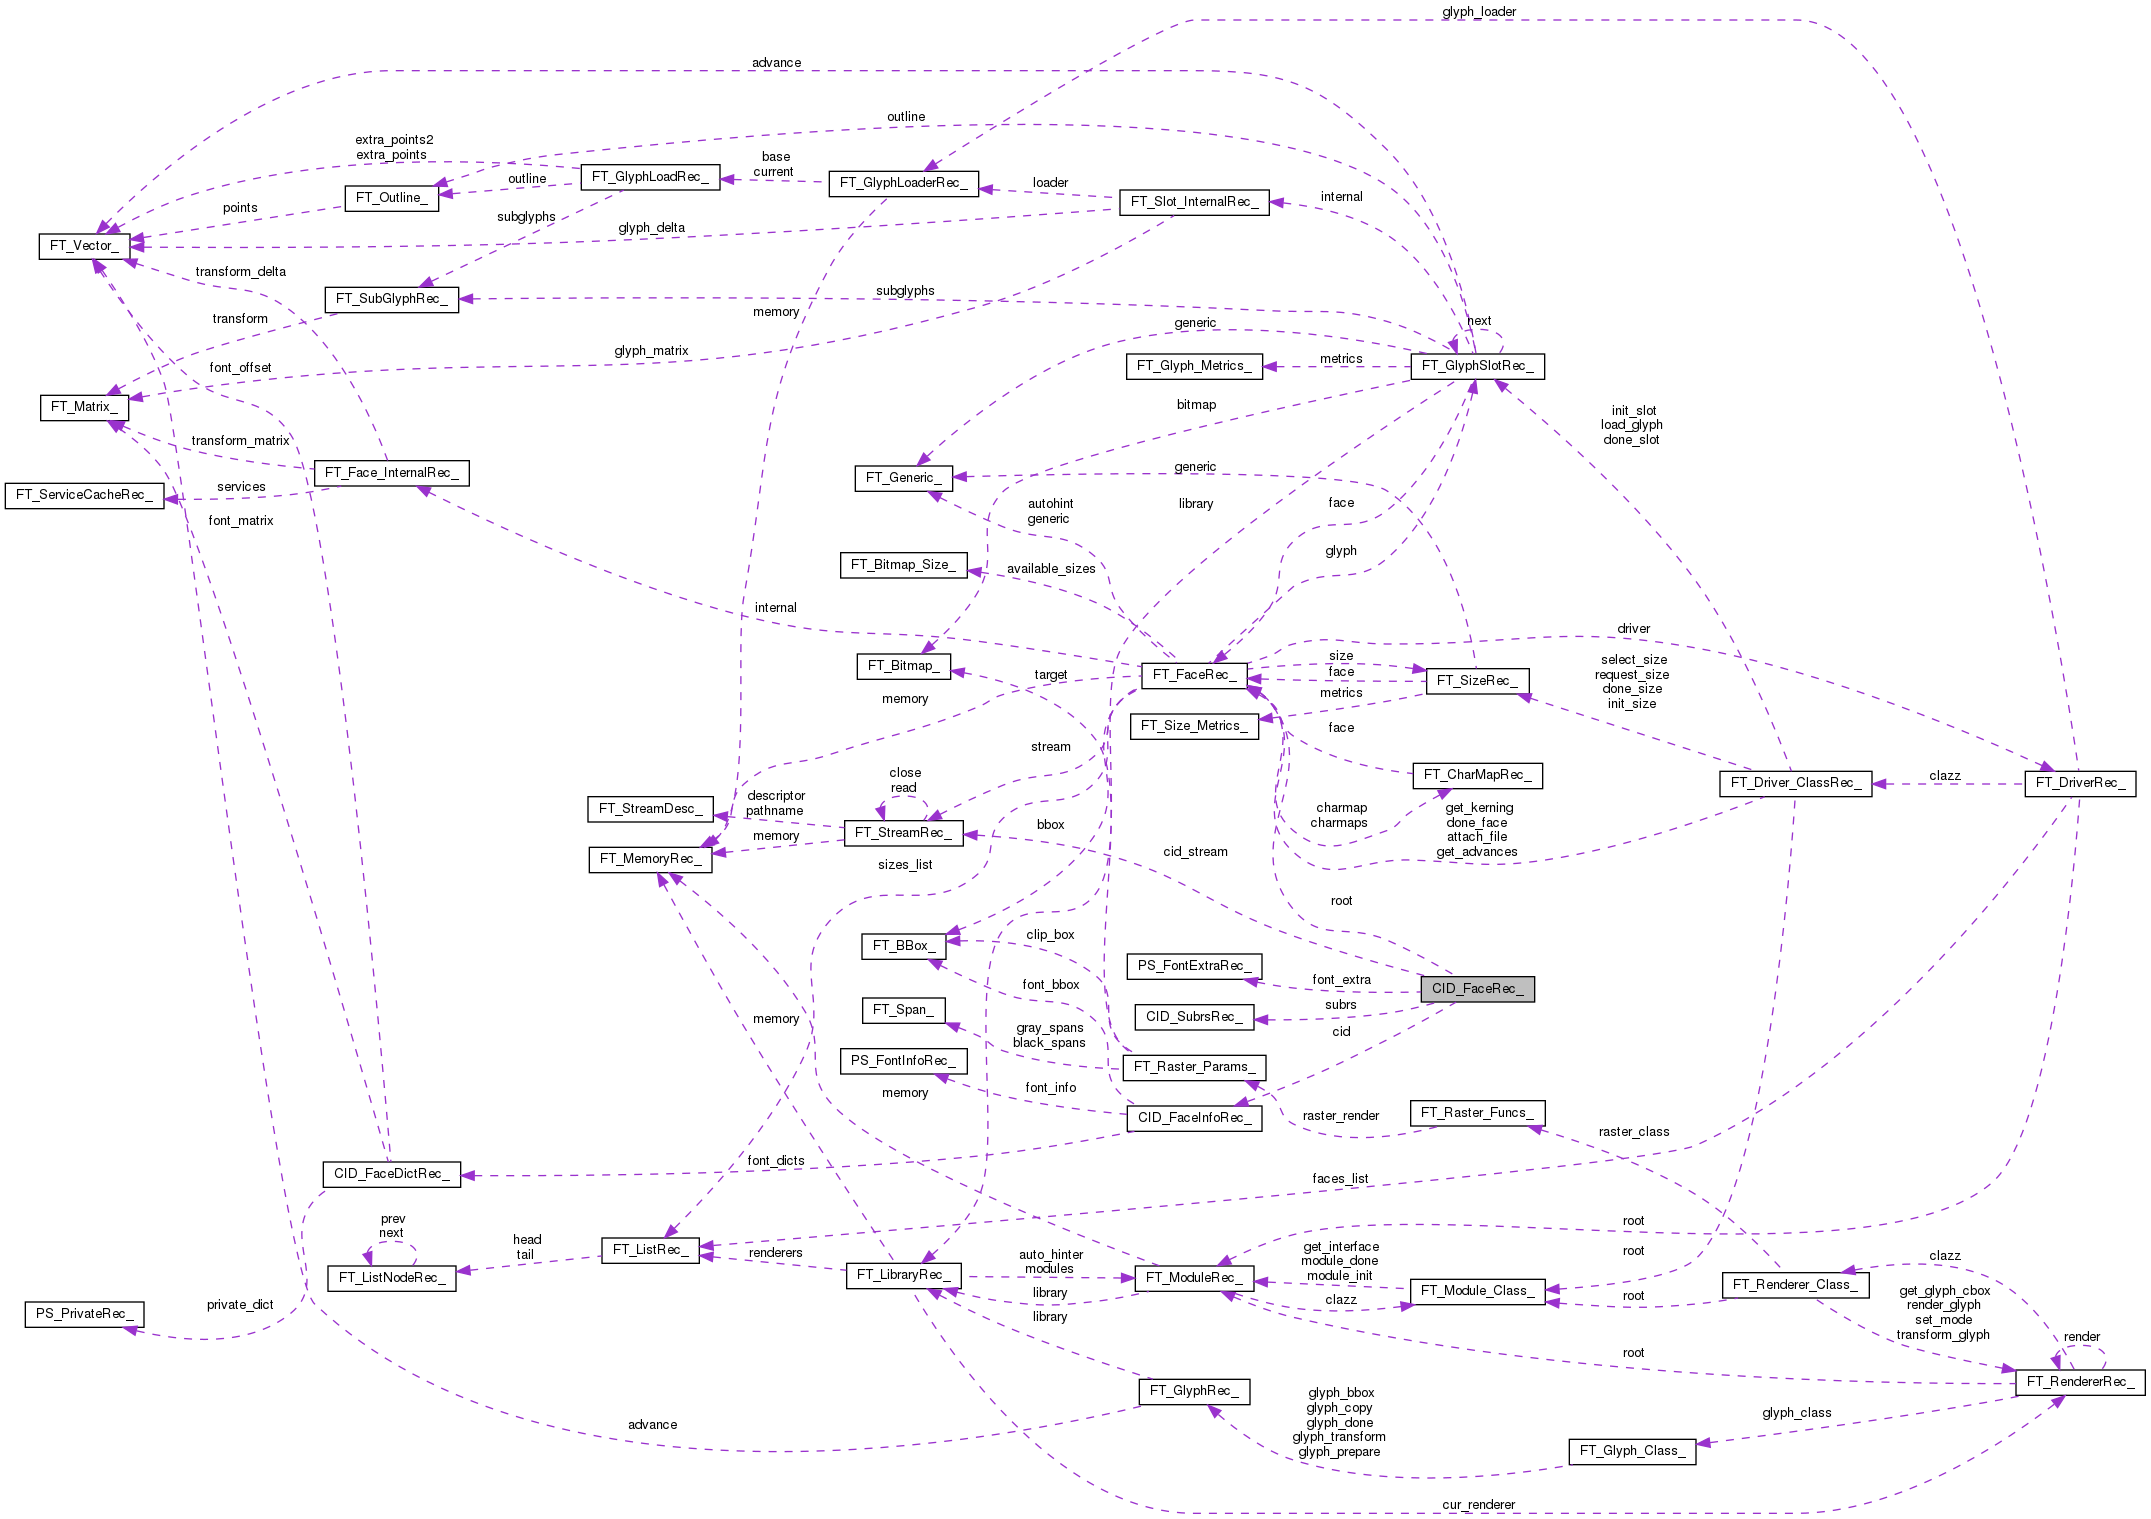 glyph_loader
advance
outline
extra_points2
extra_points
base
current
FT_GlyphLoadRec_
FT_GlyphLoaderRec_
loader
outline
FT_Outline_
FT_Slot_InternalRec_
internal
points
subglyphs
glyph_delta
FT_Vector_
transform_delta
FT_SubGlyphRec_
subglyphs
transform
memory
generic
next
glyph_matrix
font_offset
FT_Glyph_Metrics_
metrics
FT_GlyphSlotRec_
FT_Matrix_
bitmap
init_slot
load_glyph
done_slot
transform_matrix
FT_Face_InternalRec_
generic
FT_Generic_
services
FT_ServiceCacheRec_
autohint
generic
library
face
font_matrix
glyph
FT_Bitmap_Size_
available_sizes
internal
driver
FT_Bitmap_
size
select_size
request_size
done_size
init_size
target
FT_FaceRec_
face
FT_SizeRec_
memory
metrics
FT_Size_Metrics_
face
stream
close
read
FT_CharMapRec_
FT_Driver_ClassRec_
clazz
FT_DriverRec_
descriptor
pathname
FT_StreamDesc_
charmap
charmaps
get_kerning
done_face
attach_file
get_advances
bbox
FT_StreamRec_
memory
FT_MemoryRec_
sizes_list
cid_stream
root
clip_box
FT_BBox_
PS_FontExtraRec_
font_extra
CID_FaceRec_
font_bbox
FT_Span_
subrs
CID_SubrsRec_
memory
gray_spans
black_spans
cid
PS_FontInfoRec_
FT_Raster_Params_
font_info
memory
CID_FaceInfoRec_
raster_render
FT_Raster_Funcs_
raster_class
font_dicts
CID_FaceDictRec_
faces_list
prev
next
root
head
tail
FT_ListRec_
renderers
auto_hinter
modules
get_interface
module_done
module_init
root
clazz
FT_ListNodeRec_
FT_LibraryRec_
FT_ModuleRec_
FT_Module_Class_
FT_Renderer_Class_
library
clazz
root
get_glyph_cbox
render_glyph
set_mode
transform_glyph
private_dict
PS_PrivateRec_
library
render
root
FT_RendererRec_
FT_GlyphRec_
glyph_bbox
glyph_copy
glyph_done
glyph_transform
glyph_prepare
glyph_class
advance
FT_Glyph_Class_
cur_renderer